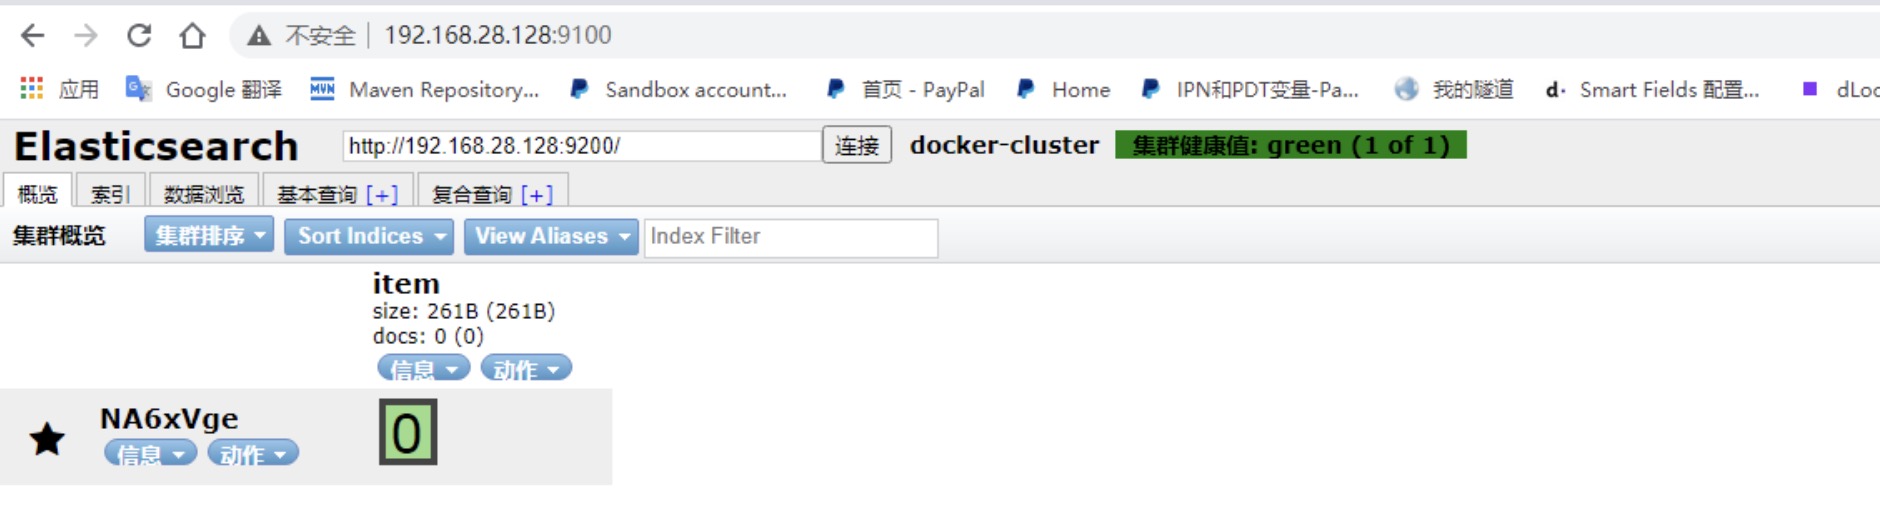 不安全 192.168.28.128:9100
应用 Google 翻译 Maven Repository... Sandbox account... 首页 - PayPal Home IPN和PDT变量-Pa... 我的隧道 d· Smart Fields 配置... dLoc
Elasticsearch http://192.168.28.128:9200/ 连接 docker-cluster 集群健康值: green (1 of 1)
概览 索引 数据浏览 基本查询 [+] 复合查询 [+]
集群概览 集群排序 Sort Indices View Aliases Index Filter
item
size: 261B (261B)
docs: 0 (0)
信息 动作
NA6xVge 0
信息 动作